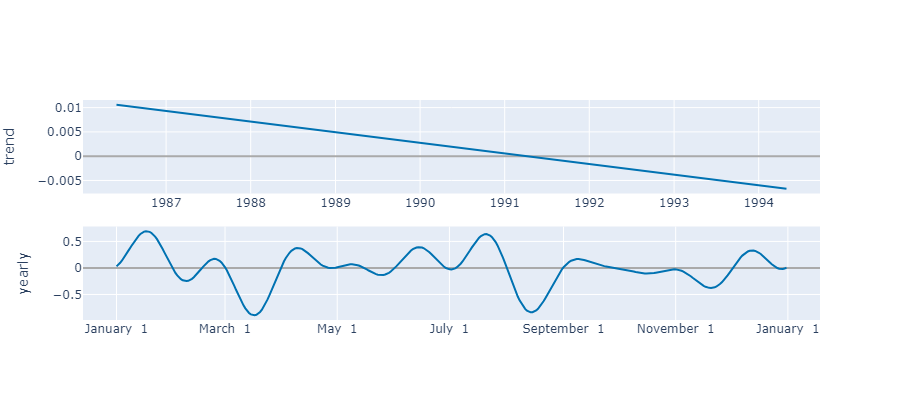 trend
0.01
0.005
0
−0.005
1987 1988 1989 1990 1991 1992 1993 1994
yearly
0.5
0
−0.5
January 1 March 1 May 1 July 1 September 1 November 1 January 1